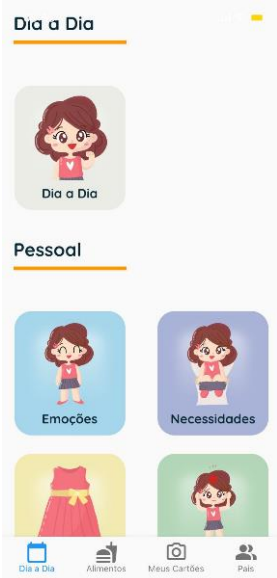 Dia a Dia
Dia a Dia
Pessoal
Emoções
Necessidades
Dia a Dia
Alimentos
Meus Cartões
Pais